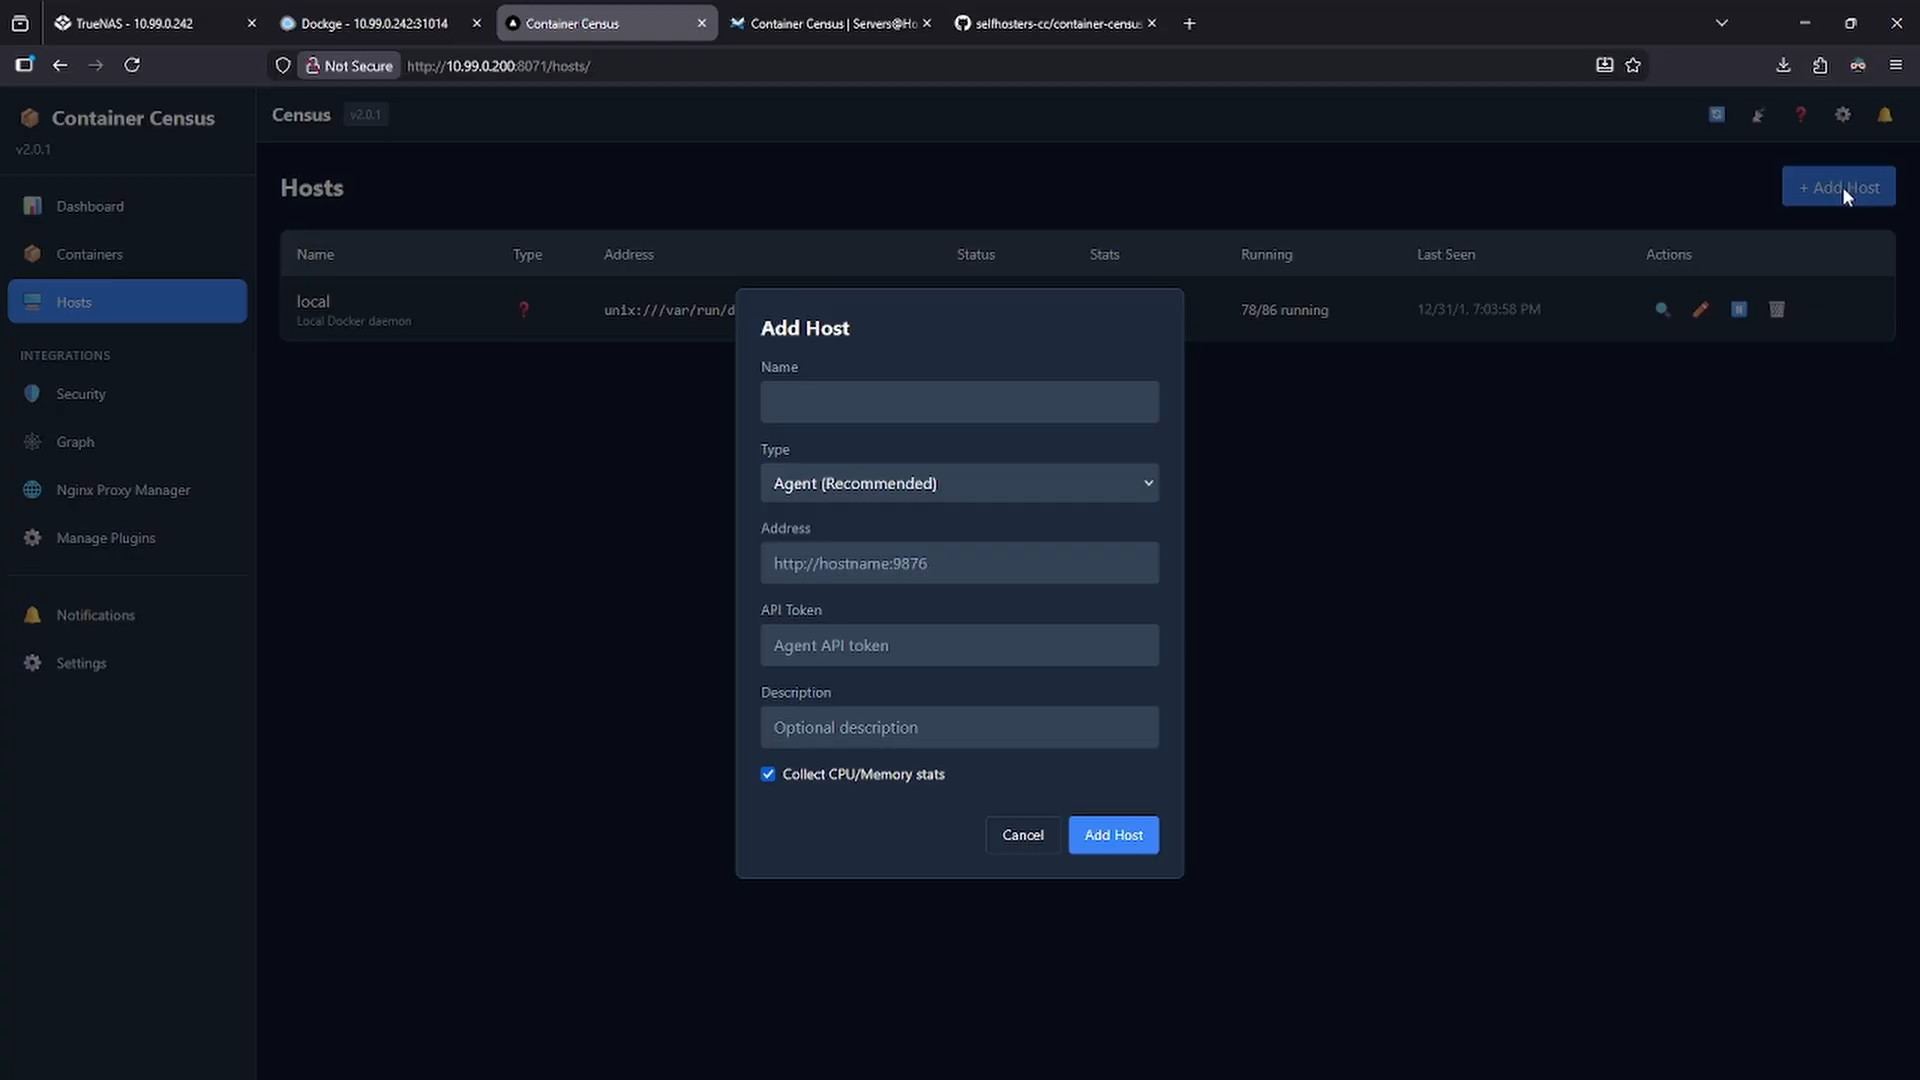 TrueNAS - 10.99.0.242
Dockge - 10.99.0.242:31014
Container Census
Container Census | Servers@Ho
selfhosters-cc/container-census
Not Secure
http://10.99.0.200:8071/hosts/
Container Census
v2.0.1
Census
v2.0.1
Dashboard
Containers
Hosts
INTEGRATIONS
Security
Graph
Nginx Proxy Manager
Manage Plugins
Notifications
Settings
Hosts
+ Add Host
Name Type Address Status Stats Running Last Seen Actions
local
Local Docker daemon
unix:///var/run/d
78/86 running
12/31/1, 7:03:58 PM
Add Host
Name
Type
Agent (Recommended)
Address
http://hostname:9876
API Token
Agent API token
Description
Optional description
Collect CPU/Memory stats
Cancel
Add Host